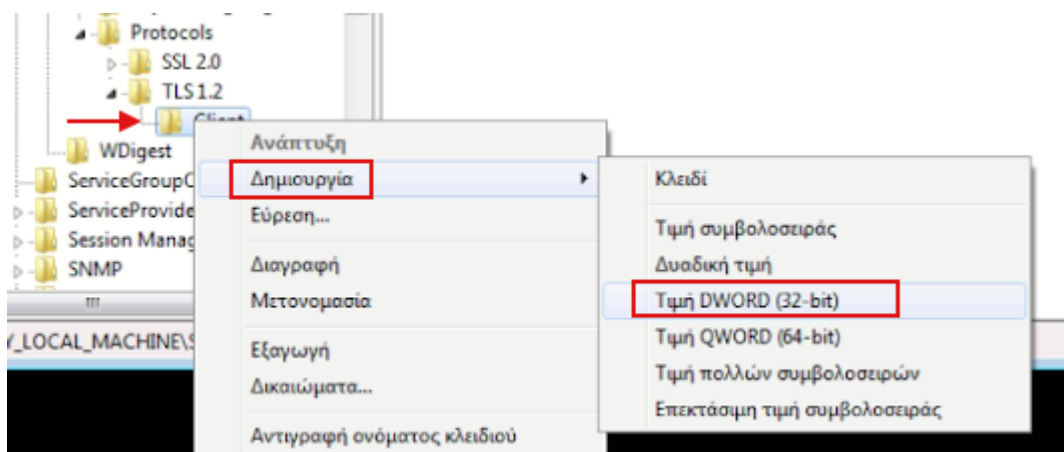 Protocols
SSL 2.0
TLS 1.2
Client
WDigest
ServiceGroupO
ServiceProvide
Session Manag
SNMP
Y_LOCAL_MACHINE\S
Ανάπτυξη
Δημιουργία
Εύρεση...
Διαγραφή
Μετονομασία
Εξαγωγή
Δικαιώματα...
Αντιγραφή ονόματος κλειδιού
Κλειδί
Τιμή συμβολοσειράς
Δυαδική τιμή
Τιμή DWORD (32-bit)
Τιμή QWORD (64-bit)
Τιμή πολλών συμβολοσειρών
Επεκτάσιμη τιμή συμβολοσειράς